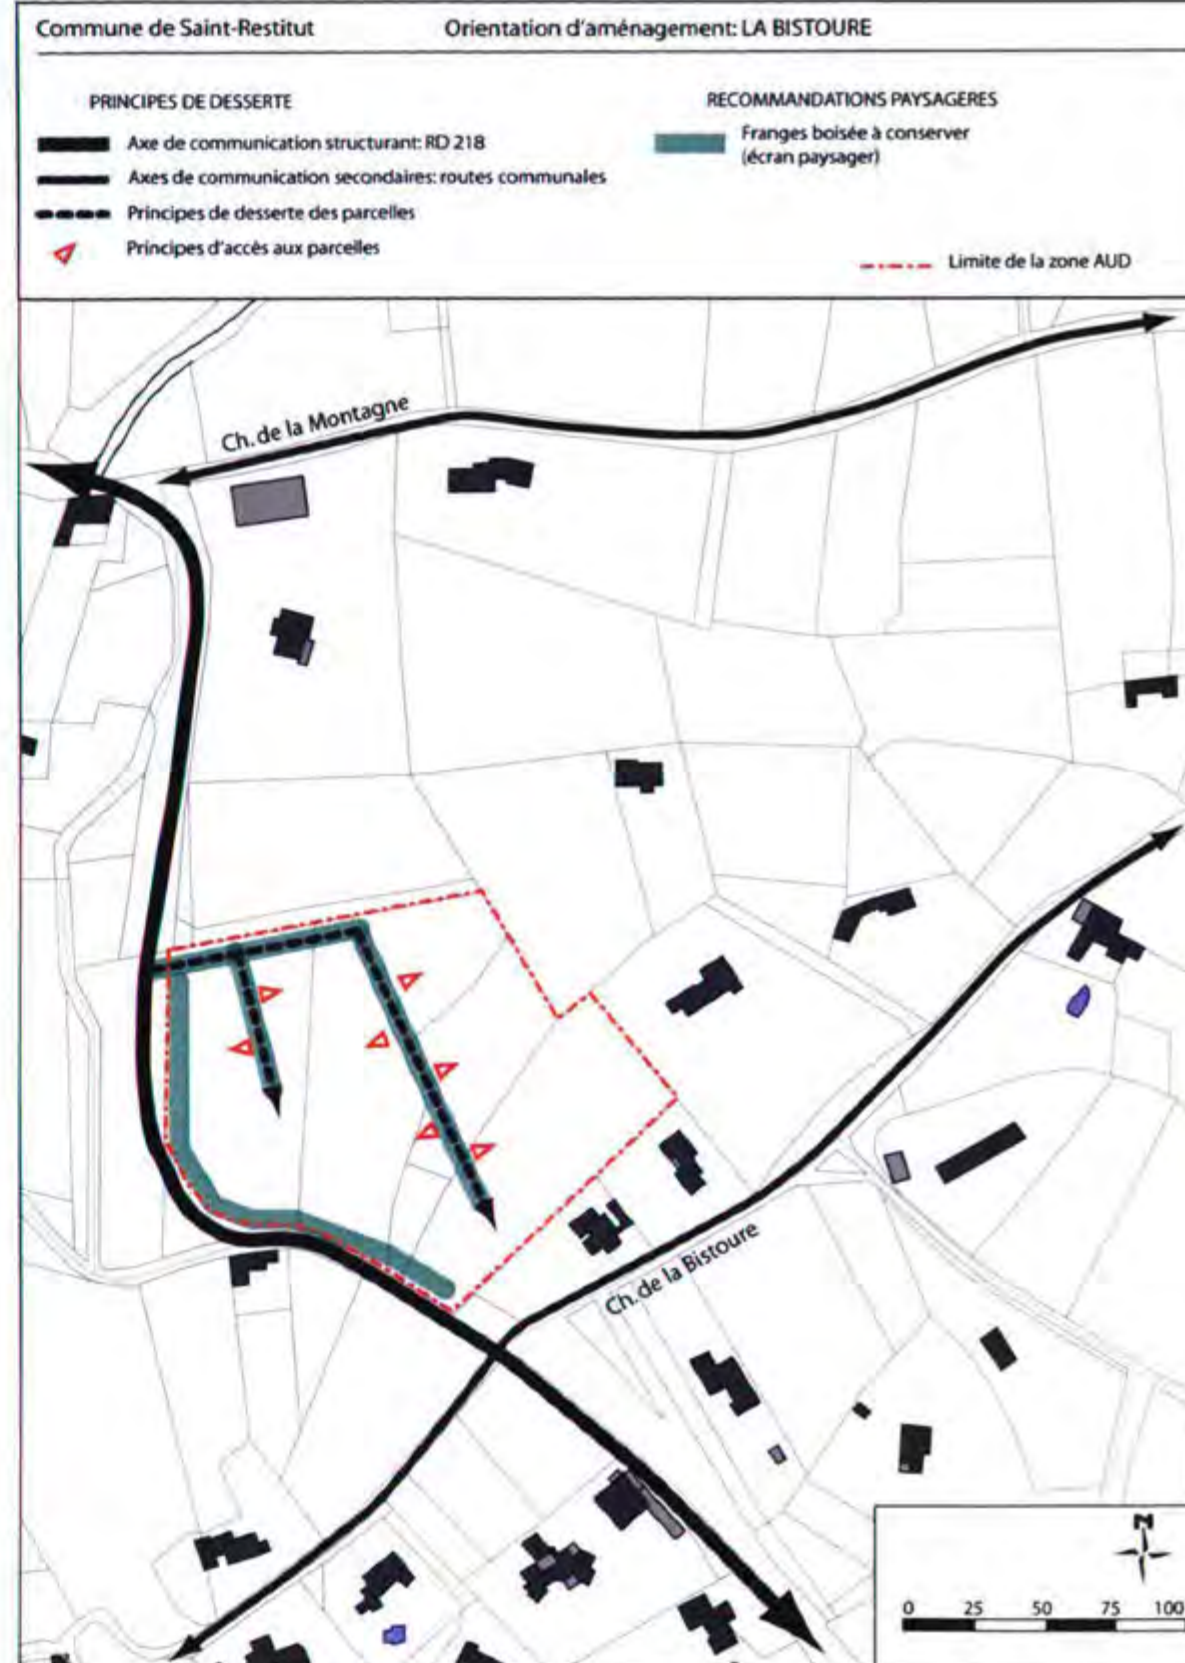 Commune de Saint-Restitut
Orientation d'aménagement: LA BISTOURE
PRINCIPES DE DESSERTE
Axe de communication structurant: RD 218
Axes de communication secondaires: routes communales
Principes de desserte des parcelles
Principes d'accès aux parcelles
RECOMMANDATIONS PAYSAGERES
Franges boisée à conserver
(écran paysager)
Limite de la zone AUD
Ch. de la Montagne
Ch. de la Bistoure
N
0 25 50 75 100